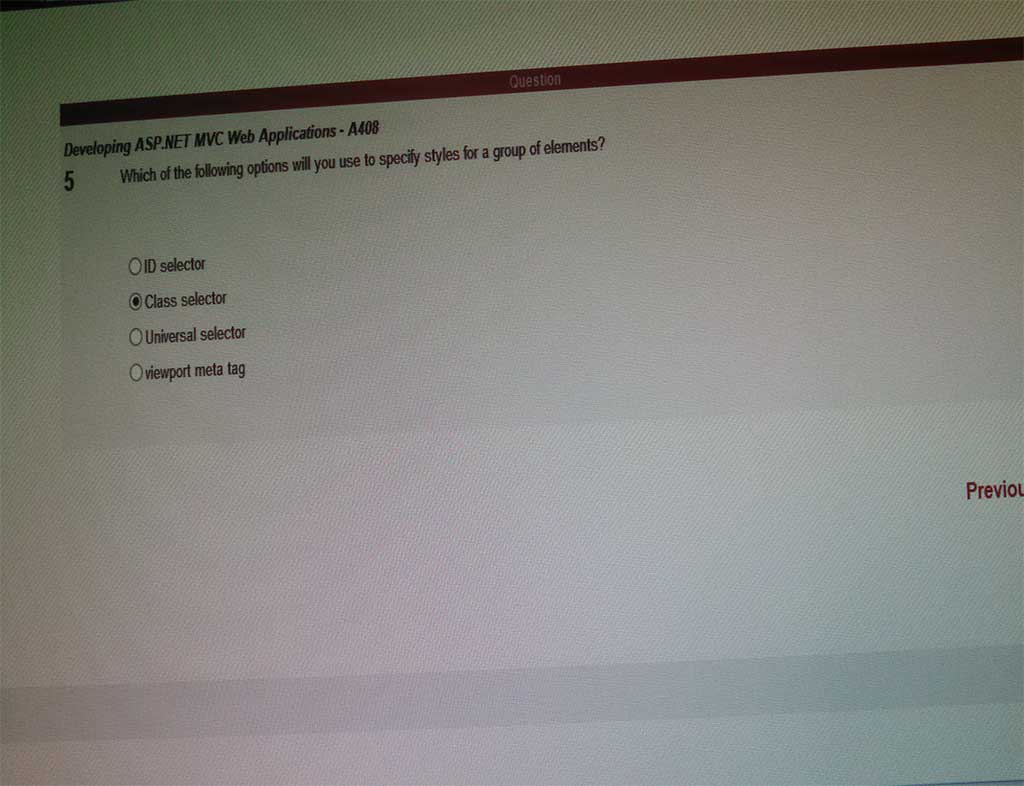 Question
Developing ASP.NET MVC Web Applications - A408
5 Which of the following options will you use to specify styles for a group of elements?
ID selector
Class selector
Universal selector
viewport meta tag
Previou